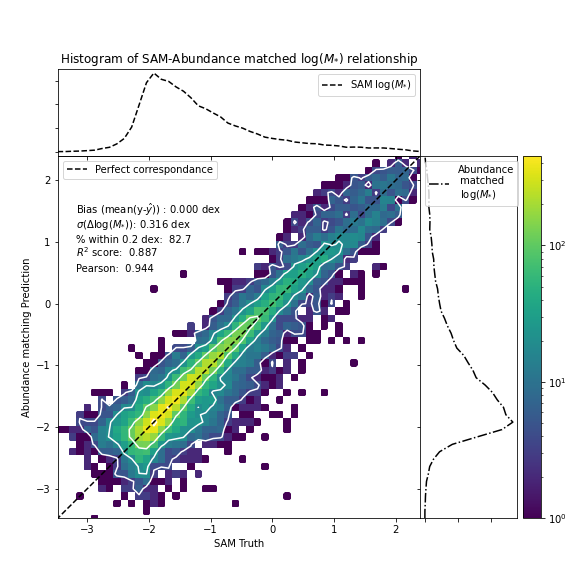 Histogram of SAM-Abundance matched log(M*) relationship
SAM log(M*)
Perfect correspondance
Abundance
matched
log(M*)
Bias (mean(y-ŷ)) : 0.000 dex
σ(Δlog(M*)): 0.316 dex
% within 0.2 dex: 82.7
R² score: 0.887
Pearson: 0.944
Abundance matching Prediction
2
1
0
−1
−2
−3
−3 −2 −1 0 1 2
SAM Truth
10²
10¹
10⁰